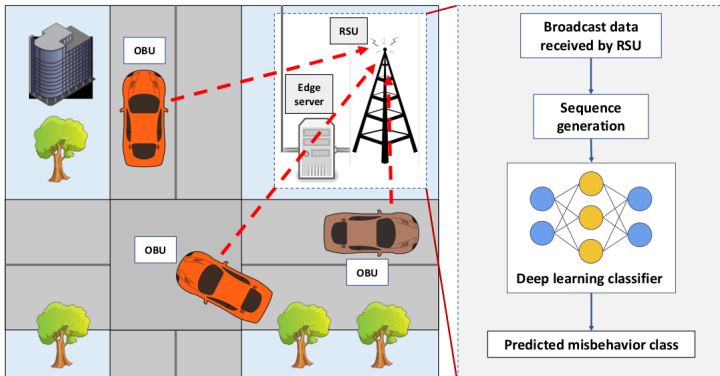 OBU
RSU
Edge
server
OBU
OBU
Broadcast data
received by RSU
Sequence
generation
Deep learning classifier
Predicted misbehavior class